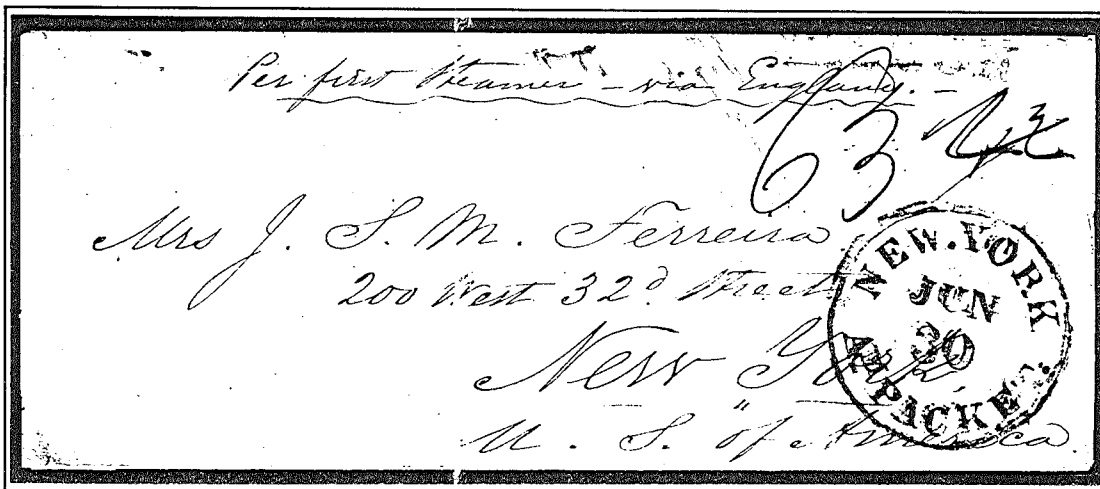 Per first Steamer – via England. –
63
Mrs J. S. M. Ferreira
200 West 32d Street
New York
U. S. of America
NEW. YORK
JUN
30
AM PACKET.